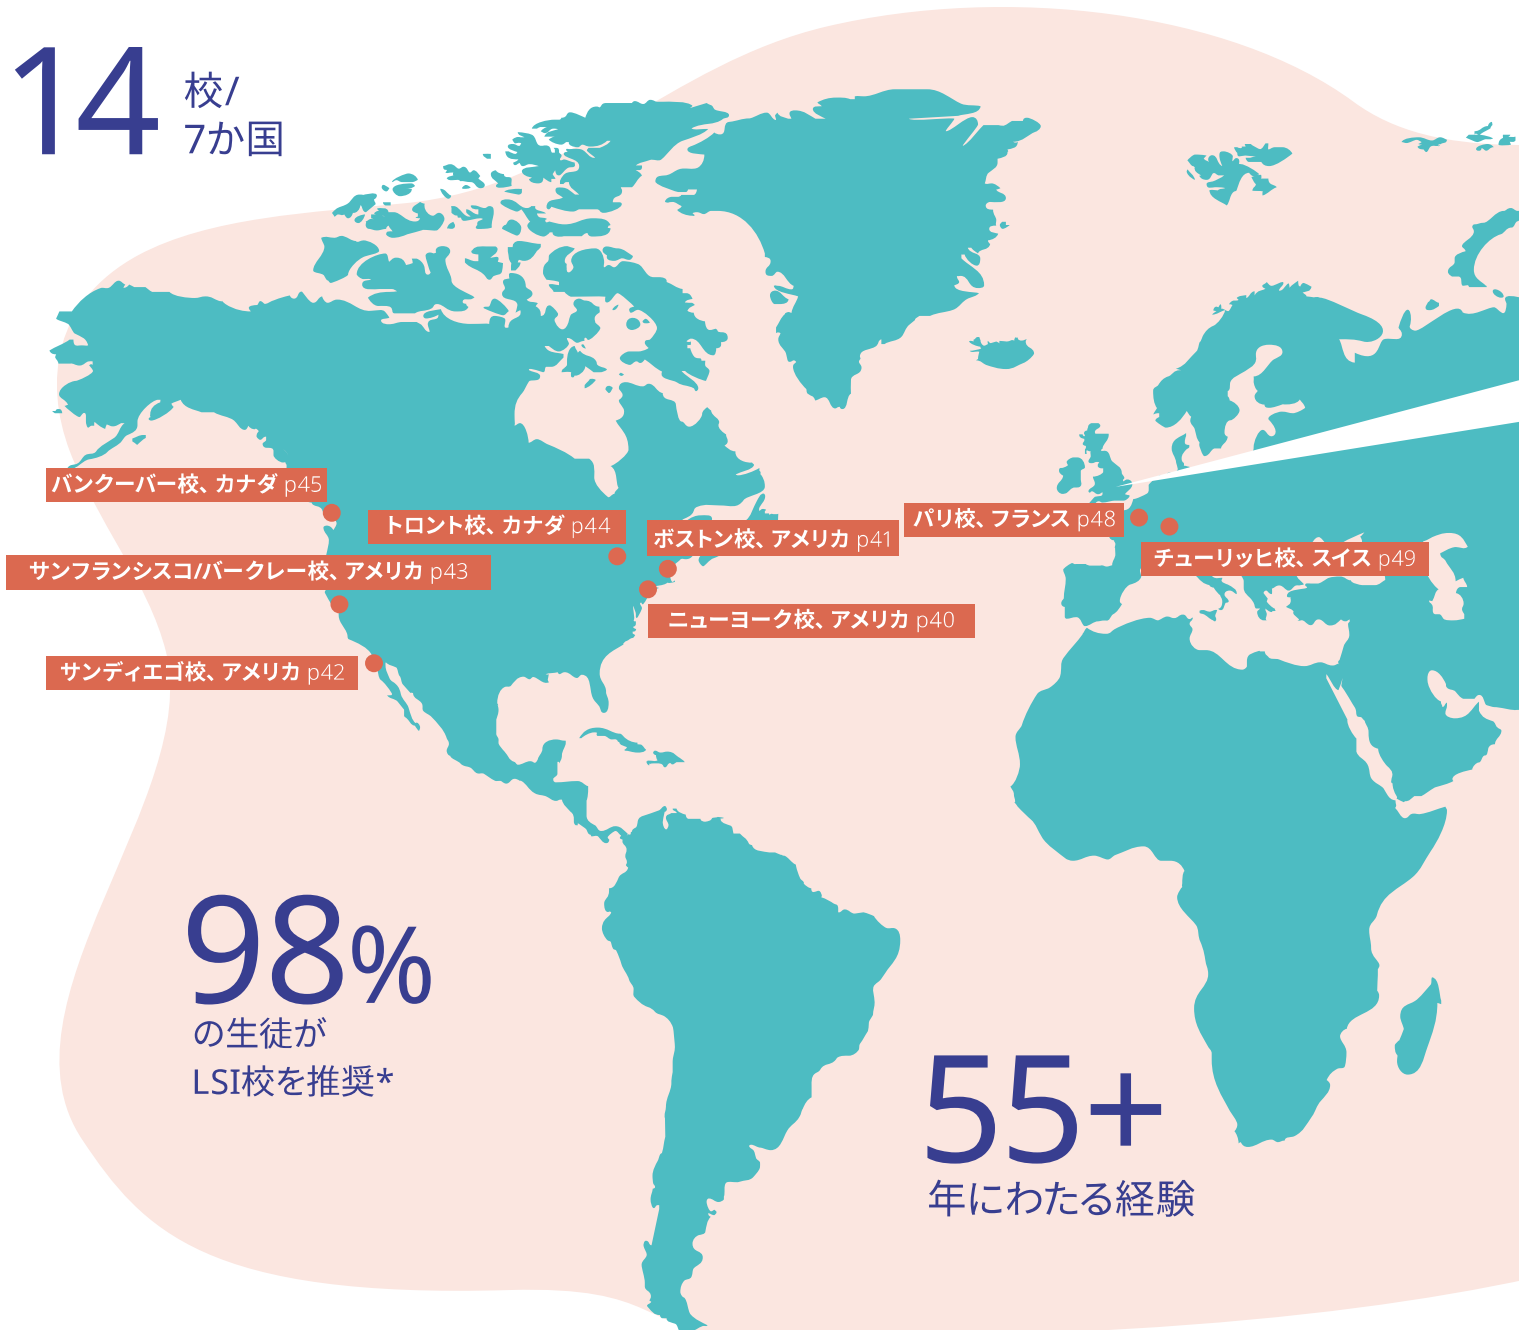 14 校/
7か国
バンクーバー校、カナダ p45
トロント校、カナダ p44
ボストン校、アメリカ p41
パリ校、フランス p48
チューリッヒ校、スイス p49
サンフランシスコ/バークレー校、アメリカ p43
ニューヨーク校、アメリカ p40
サンディエゴ校、アメリカ p42
98%
の生徒が
LSI校を推奨*
55+
年にわたる経験